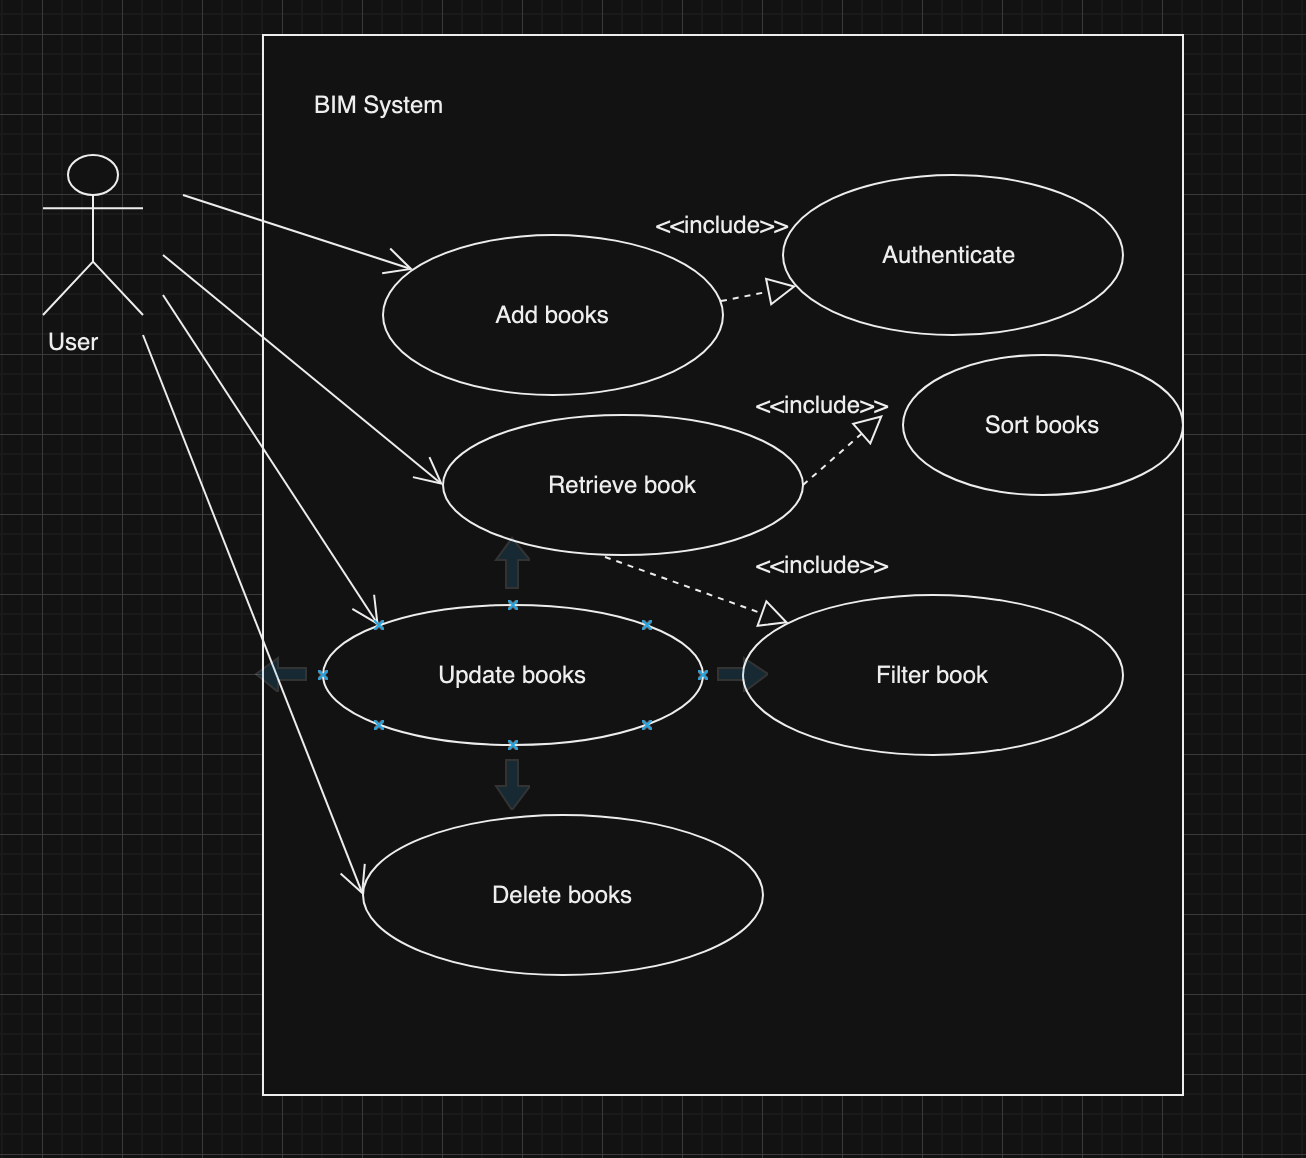 BIM System
User
<<include>>
Authenticate
Add books
<<include>>
Sort books
Retrieve book
<<include>>
Update books
Filter book
Delete books